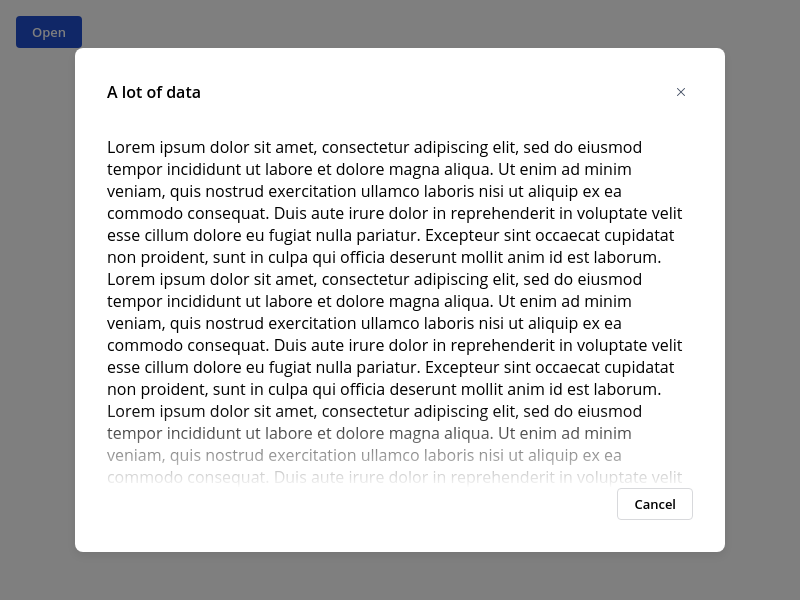 Open
A lot of data
Lorem ipsum dolor sit amet, consectetur adipiscing elit, sed do eiusmod
tempor incididunt ut labore et dolore magna aliqua. Ut enim ad minim
veniam, quis nostrud exercitation ullamco laboris nisi ut aliquip ex ea
commodo consequat. Duis aute irure dolor in reprehenderit in voluptate velit
esse cillum dolore eu fugiat nulla pariatur. Excepteur sint occaecat cupidatat
non proident, sunt in culpa qui officia deserunt mollit anim id est laborum.
Lorem ipsum dolor sit amet, consectetur adipiscing elit, sed do eiusmod
tempor incididunt ut labore et dolore magna aliqua. Ut enim ad minim
veniam, quis nostrud exercitation ullamco laboris nisi ut aliquip ex ea
commodo consequat. Duis aute irure dolor in reprehenderit in voluptate velit
esse cillum dolore eu fugiat nulla pariatur. Excepteur sint occaecat cupidatat
non proident, sunt in culpa qui officia deserunt mollit anim id est laborum.
Lorem ipsum dolor sit amet, consectetur adipiscing elit, sed do eiusmod
tempor incididunt ut labore et dolore magna aliqua. Ut enim ad minim
veniam, quis nostrud exercitation ullamco laboris nisi ut aliquip ex ea
commodo consequat. Duis aute irure dolor in reprehenderit in voluptate velit
Cancel